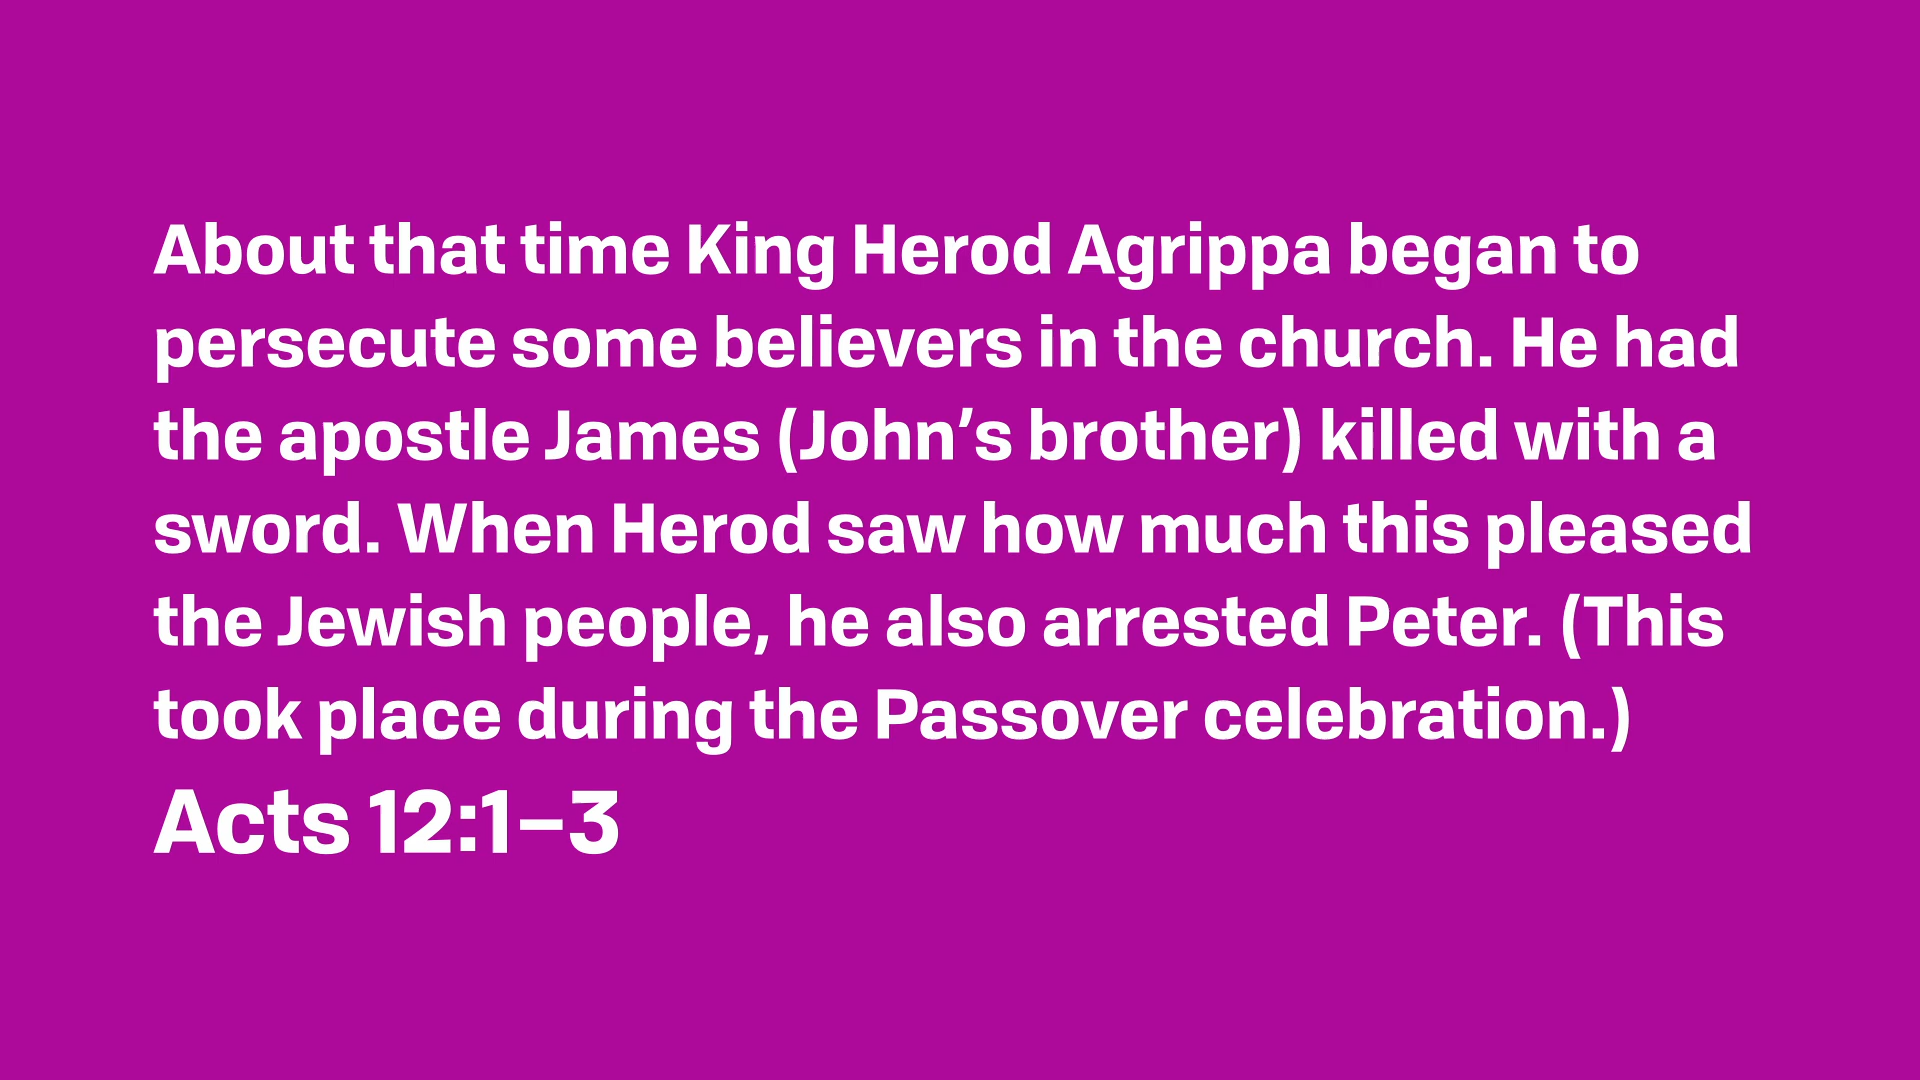 About that time King Herod Agrippa began to
persecute some believers in the church. He had
the apostle James (John’s brother) killed with a
sword. When Herod saw how much this pleased
the Jewish people, he also arrested Peter. (This
took place during the Passover celebration.)
Acts 12:1–3